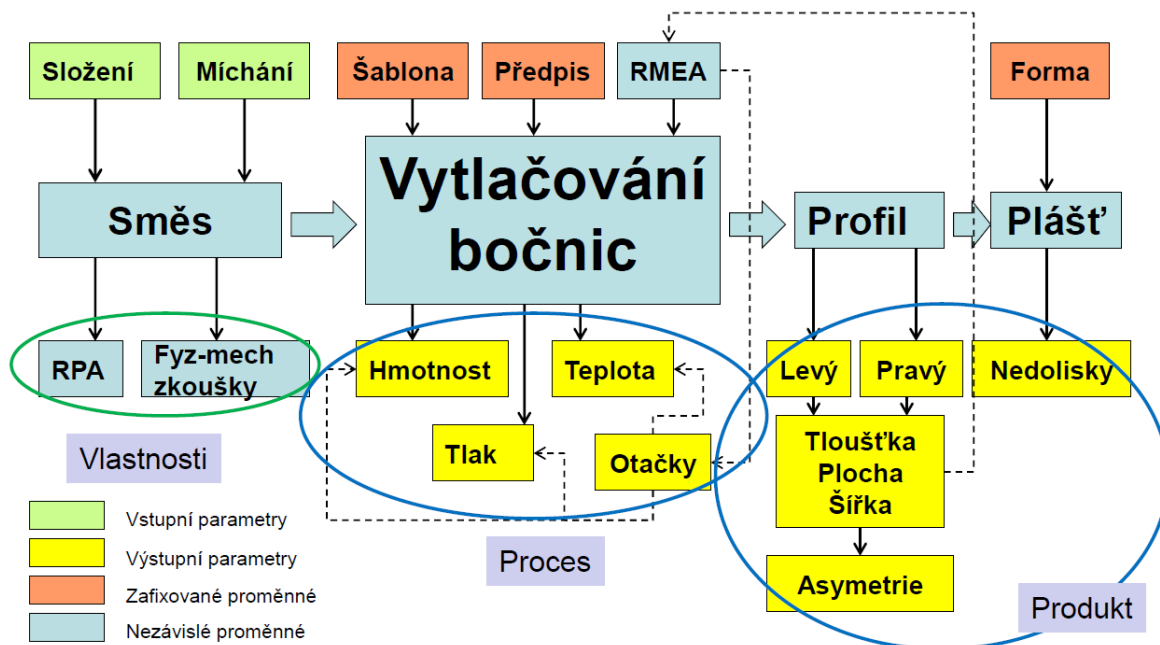 Složení
Míchání
Šablona
Předpis
RMEA
Forma
Směs
Vytlačování
bočnic
Profil
Plášť
RPA
Fyz-mech
zkoušky
Hmotnost
Teplota
Levý
Pravý
Nedolisky
Tlak
Otačky
Tloušťka
Plocha
Šířka
Vlastnosti
Proces
Asymetrie
Produkt
Vstupní parametry
Výstupní parametry
Zafixované proměnné
Nezávislé proměnné